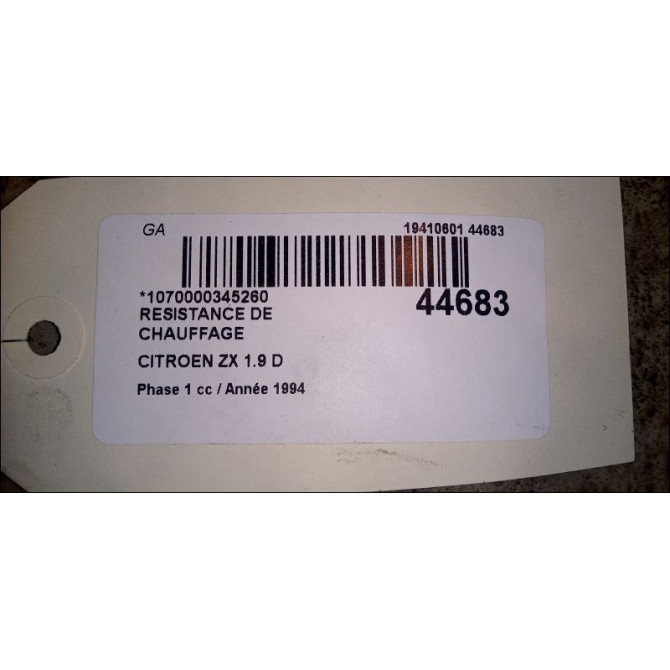 GA
19410601 44683
*1070000345260
44683
RESISTANCE DE
CHAUFFAGE
CITROEN ZX 1.9 D
Phase 1 cc / Année 1994